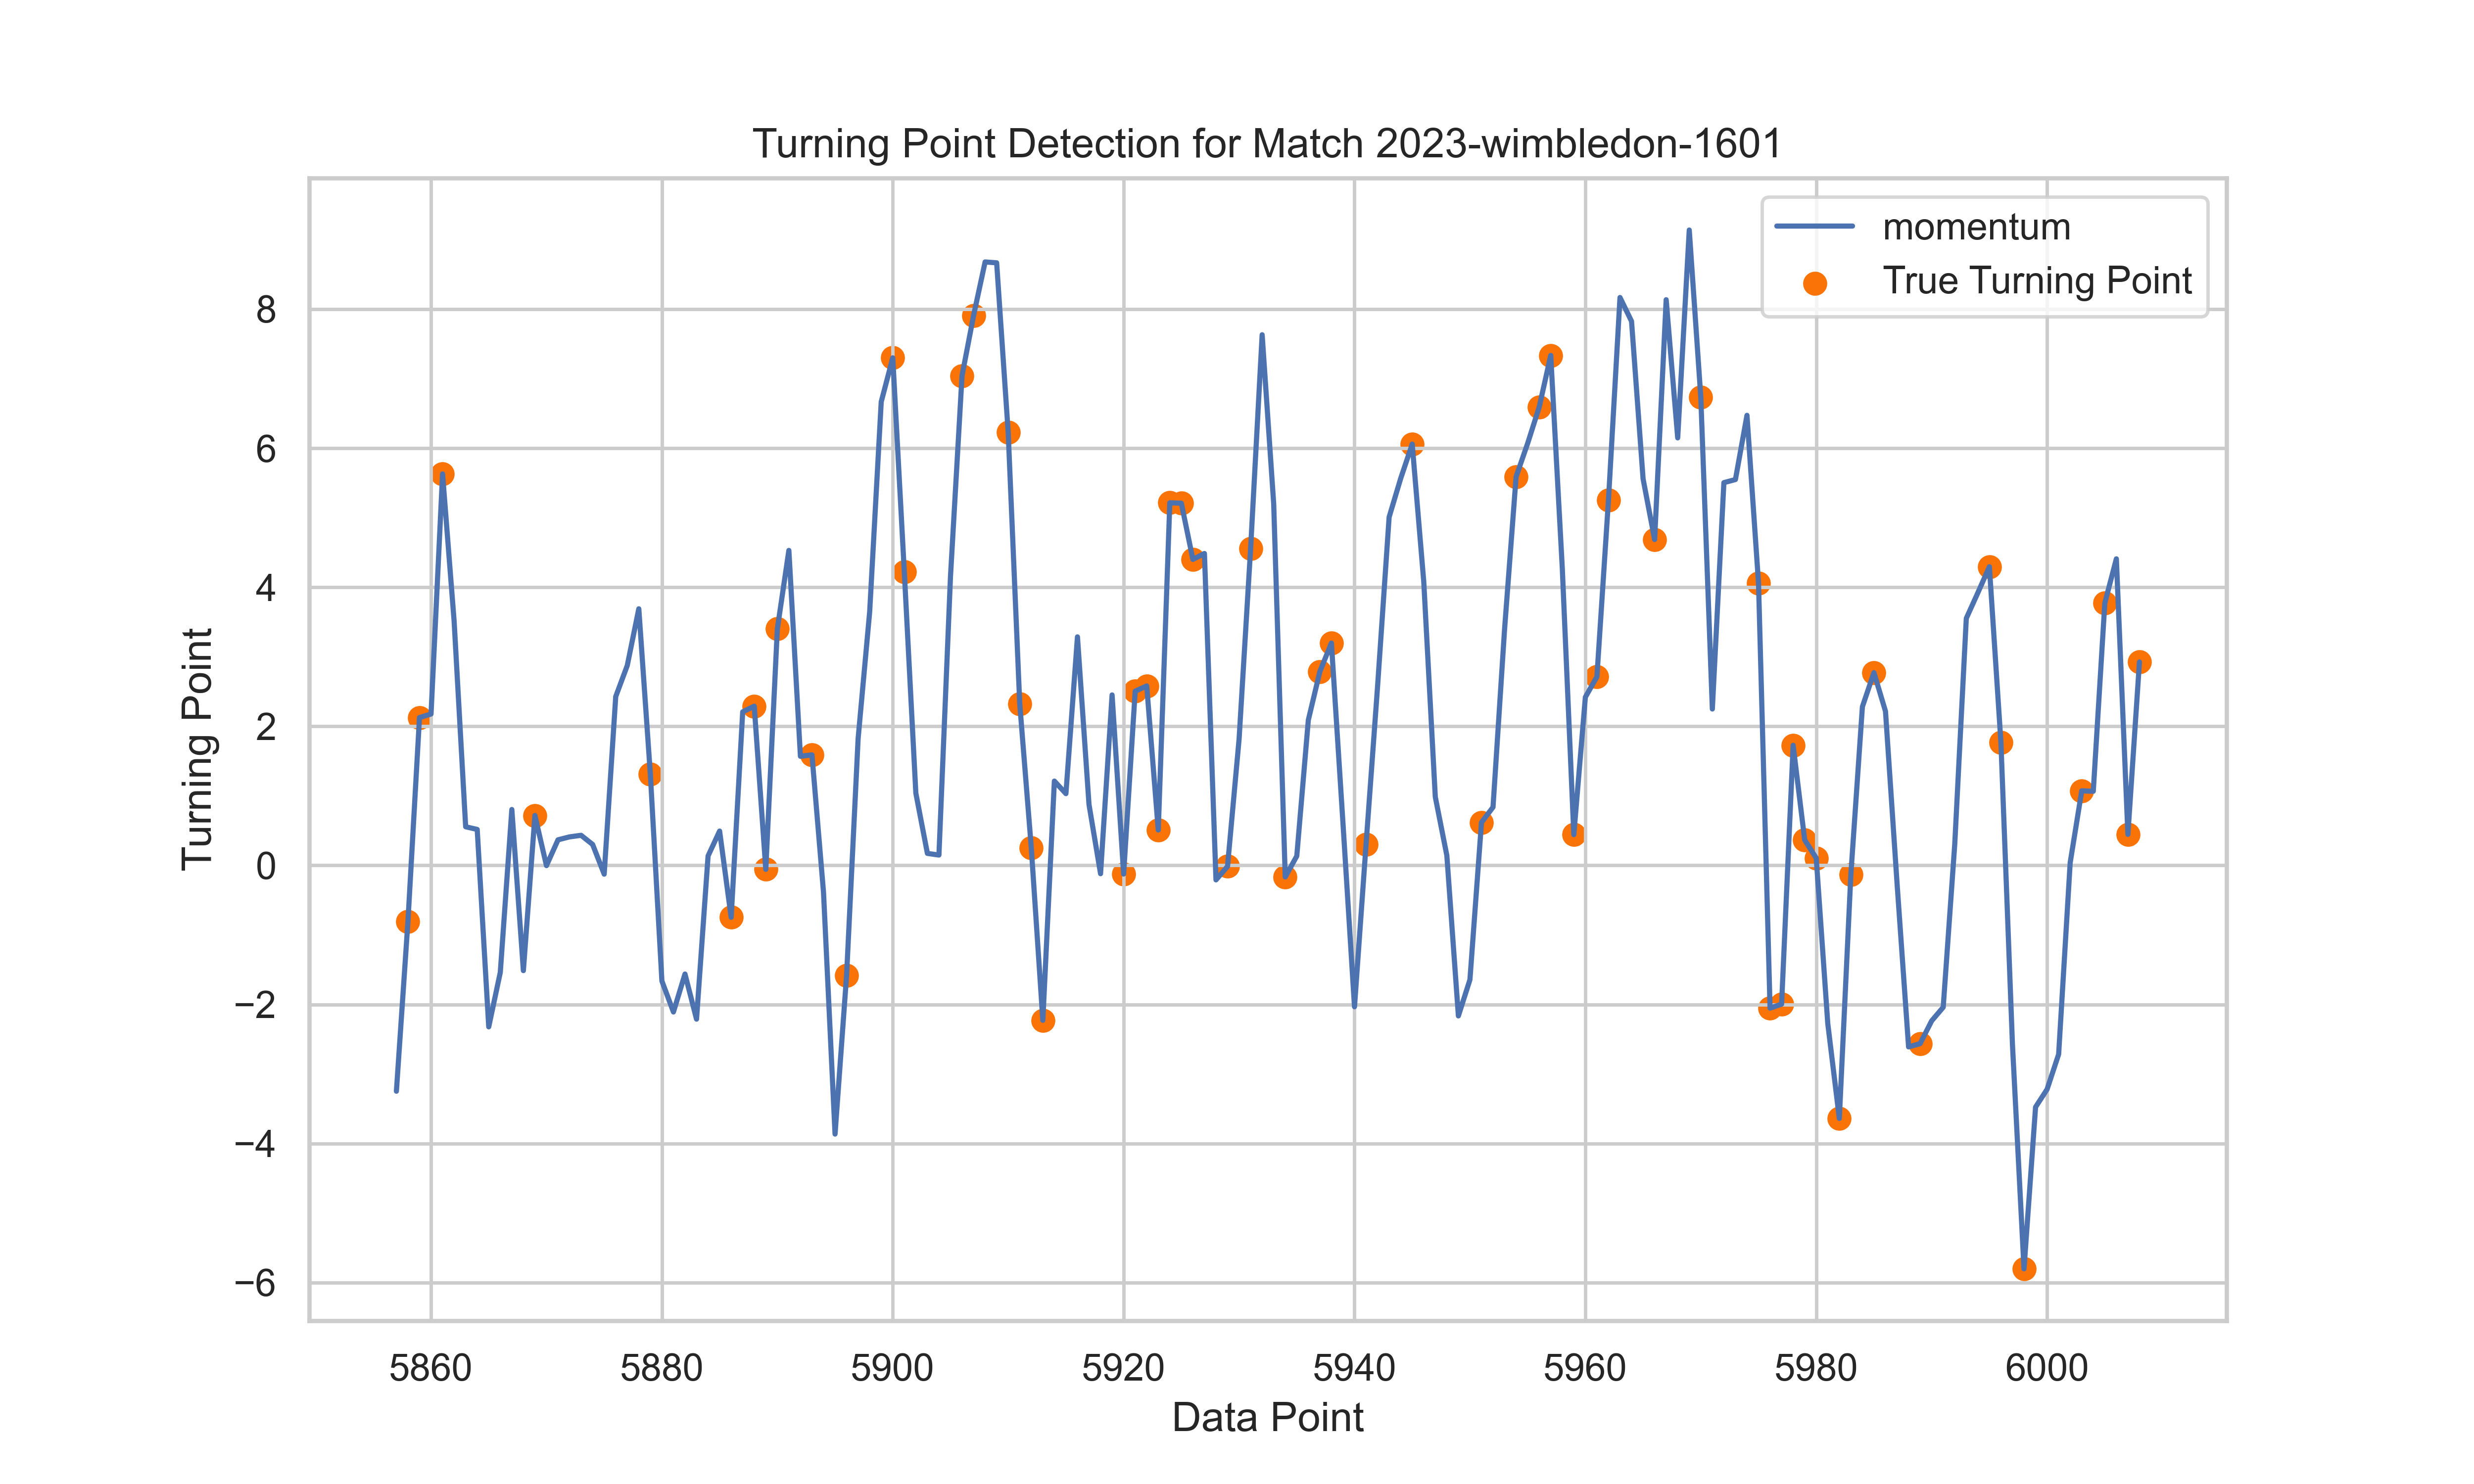 Turning Point Detection for Match 2023-wimbledon-1601
momentum
True Turning Point
8
6
4
2
0
−2
−4
−6
Turning Point
5860 5880 5900 5920 5940 5960 5980 6000
Data Point